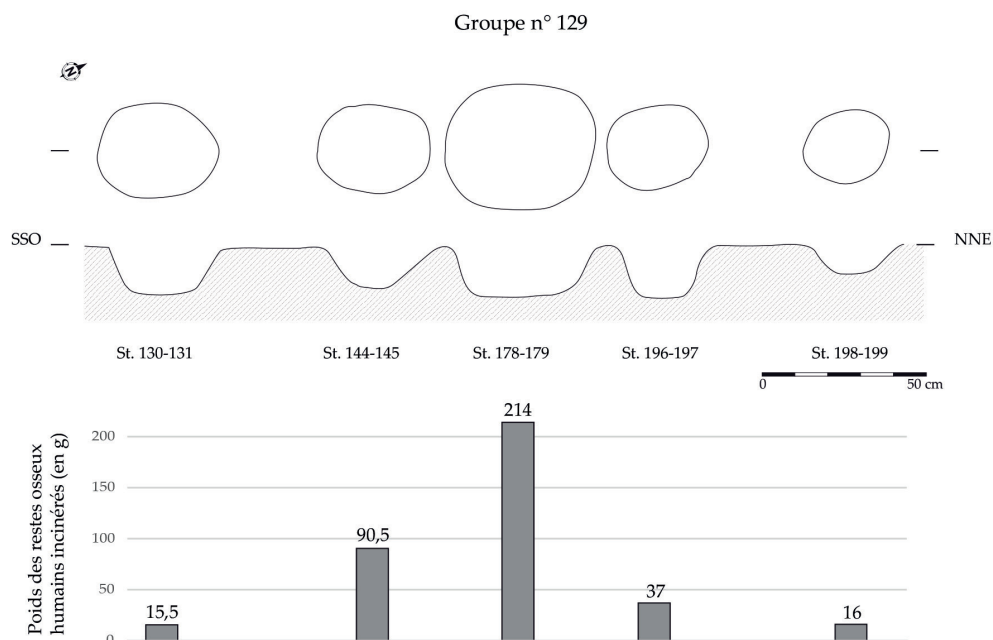 Groupe n° 129
N
SSO
NNE
St. 130-131
St. 144-145
St. 178-179
St. 196-197
St. 198-199
0
50 cm
Poids des restes osseux
humains incinérés (en g)
200
150
100
50
0
15,5
90,5
214
37
16